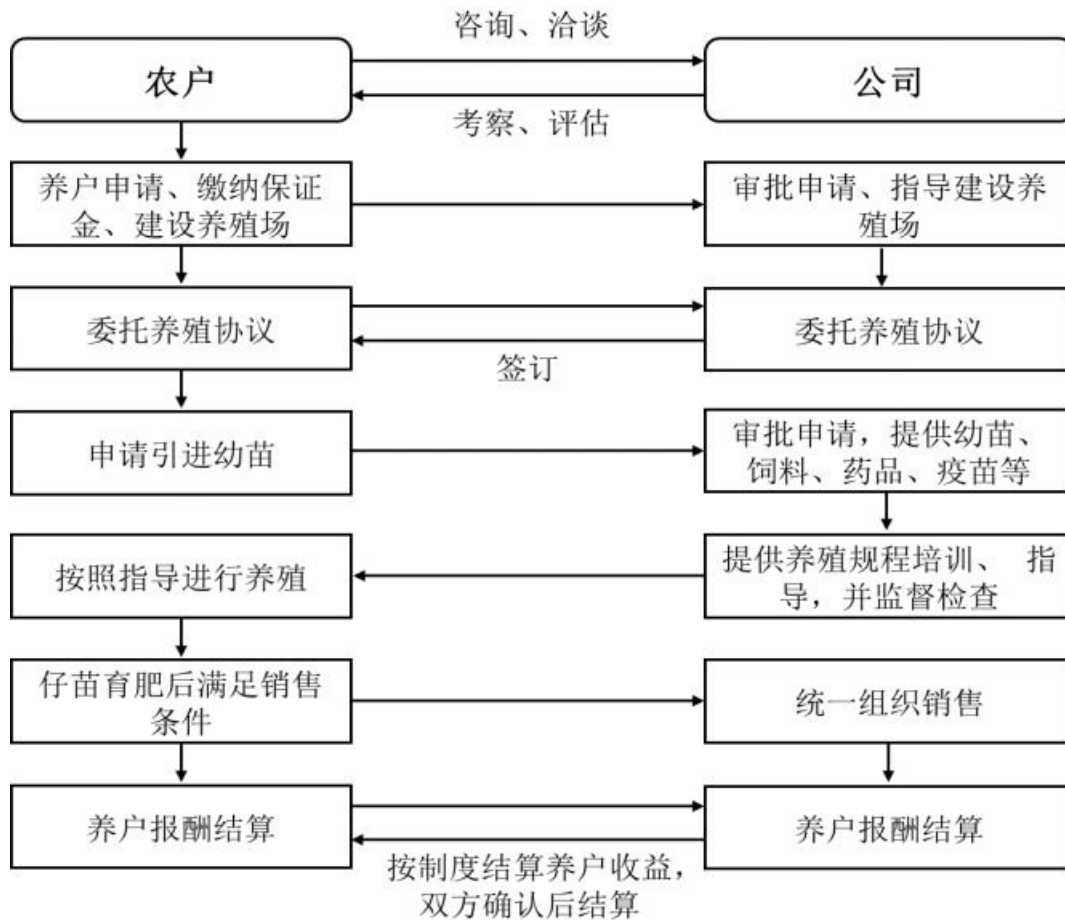 咨询、洽谈
农户
公司
考察、评估
养户申请、缴纳保证
金、建设养殖场
审批申请、指导建设养
殖场
委托养殖协议
委托养殖协议
签订
申请引进幼苗
审批申请，提供幼苗、
饲料、药品、疫苗等
按照指导进行养殖
提供养殖规程培训、 指
导，并监督检查
仔苗育肥后满足销售
条件
统一组织销售
养户报酬结算
养户报酬结算
按制度结算养户收益，
双方确认后结算